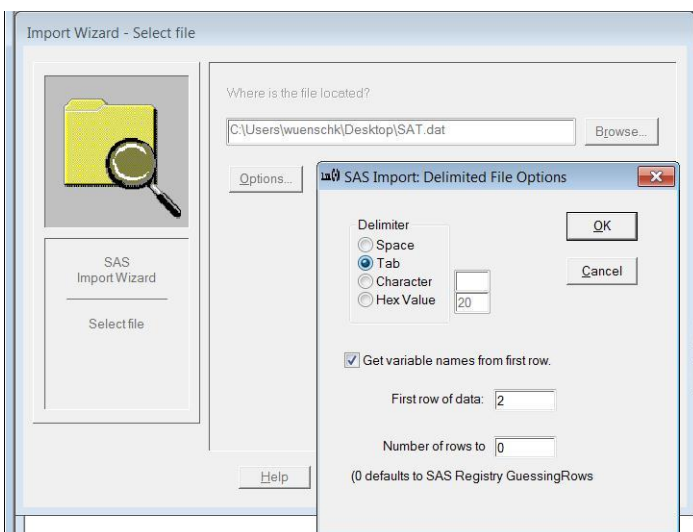 Import Wizard - Select file
Where is the file located?
C:\Users\wuenschk\Desktop\SAT.dat
Browse...
Options...
SAS Import: Delimited File Options
Delimiter
Space
Tab
Character
Hex Value
20
OK
Cancel
SAS
Import Wizard
Select file
Get variable names from first row.
First row of data: 2
Number of rows to 0
(0 defaults to SAS Registry GuessingRows
Help